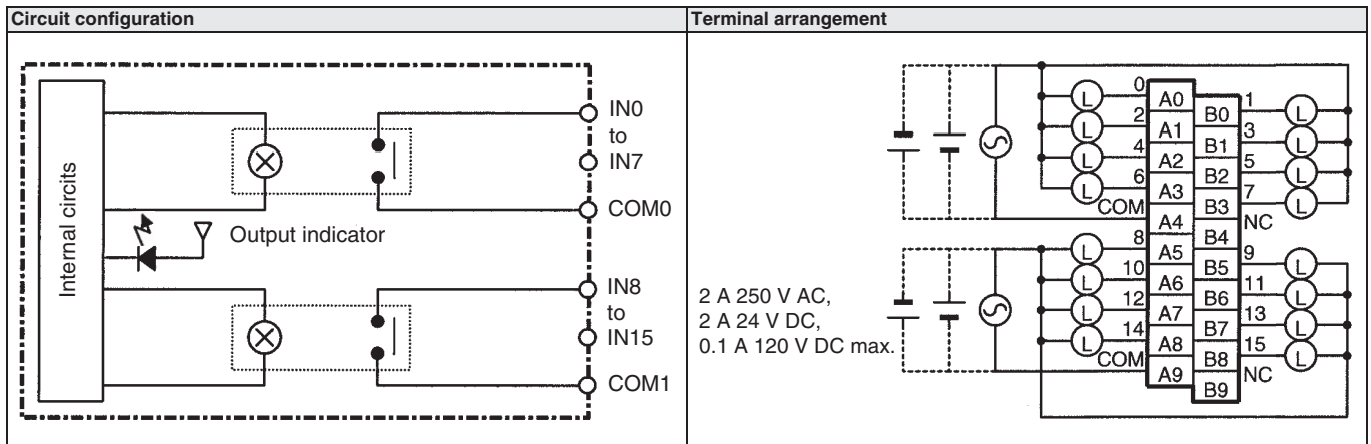 Circuit configuration
Terminal arrangement
Internal circits
IN0
to
IN7
COM0
Output indicator
IN8
to
IN15
COM1
2 A 250 V AC,
2 A 24 V DC,
0.1 A 120 V DC max.
0
L A0 1
2 B0 L
L A1 3
4 B1 L
L A2 5
6 B2 L
L A3 7
COM B3 L
A4 NC
8 B4
L A5 9
10 B5 L
L A6 11
12 B6 L
L A7 13
14 B7 L
L A8 15
COM B8 L
A9 NC
B9